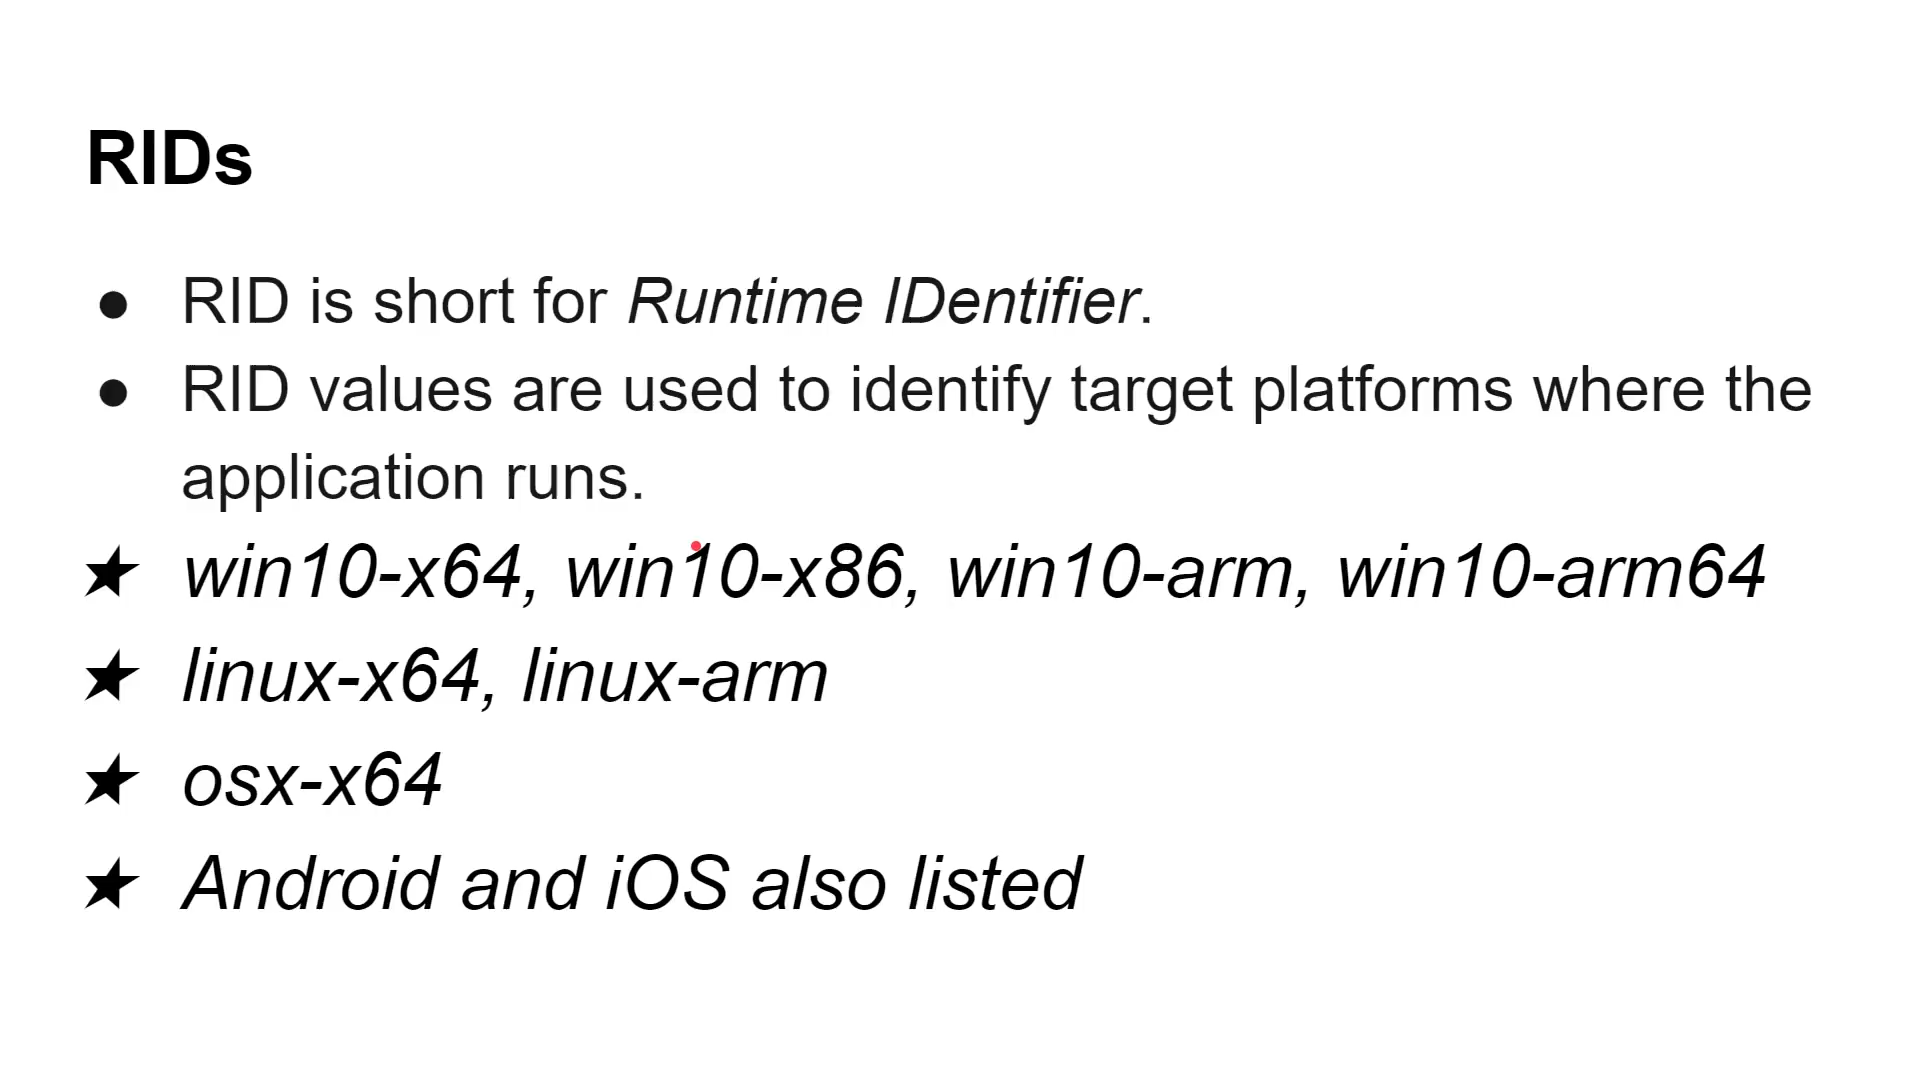 RIDs
● RID is short for Runtime IDentifier.
● RID values are used to identify target platforms where the
application runs.
★ win10-x64, win10-x86, win10-arm, win10-arm64
★ linux-x64, linux-arm
★ osx-x64
★ Android and iOS also listed